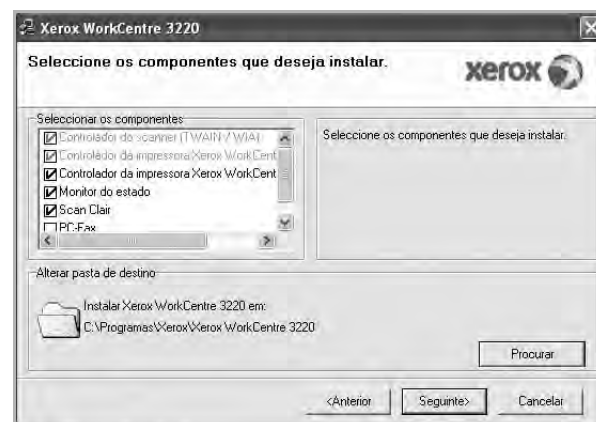 Xerox WorkCentre 3220
Seleccione os componentes que deseja instalar.
xerox
Seleccionar os componentes
Controlador do scanner (TWAIN / WIA)
Controlador da impressora Xerox WorkCent
Controlador da impressora Xerox WorkCent
Monitor do estado
Scan Clair
PC-Fax
Seleccione os componentes que deseja instalar.
Alterar pasta de destino
Instalar Xerox WorkCentre 3220 em:
C:\Programas\Xerox\Xerox WorkCentre 3220
Procurar
<Anterior
Seguinte>
Cancelar